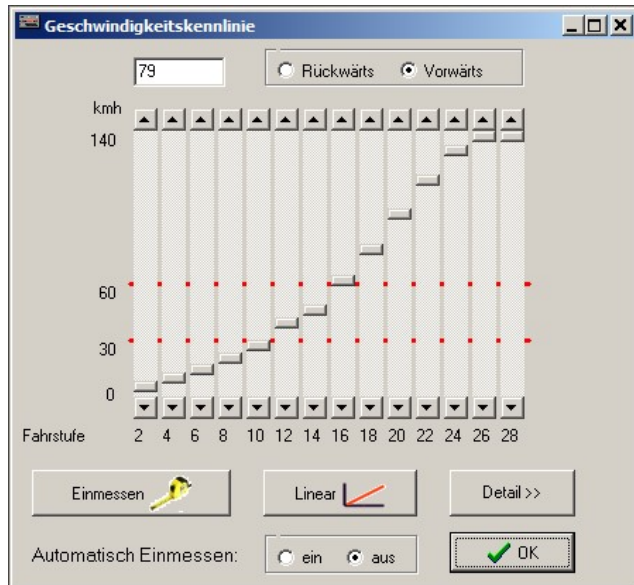 Geschwindigkeitskennlinie
79
Rückwärts Vorwärts
kmh
140
60
30
0
Fahrstufe 2 4 6 8 10 12 14 16 18 20 22 24 26 28
Einmessen Linear Detail >>
Automatisch Einmessen: ein aus OK